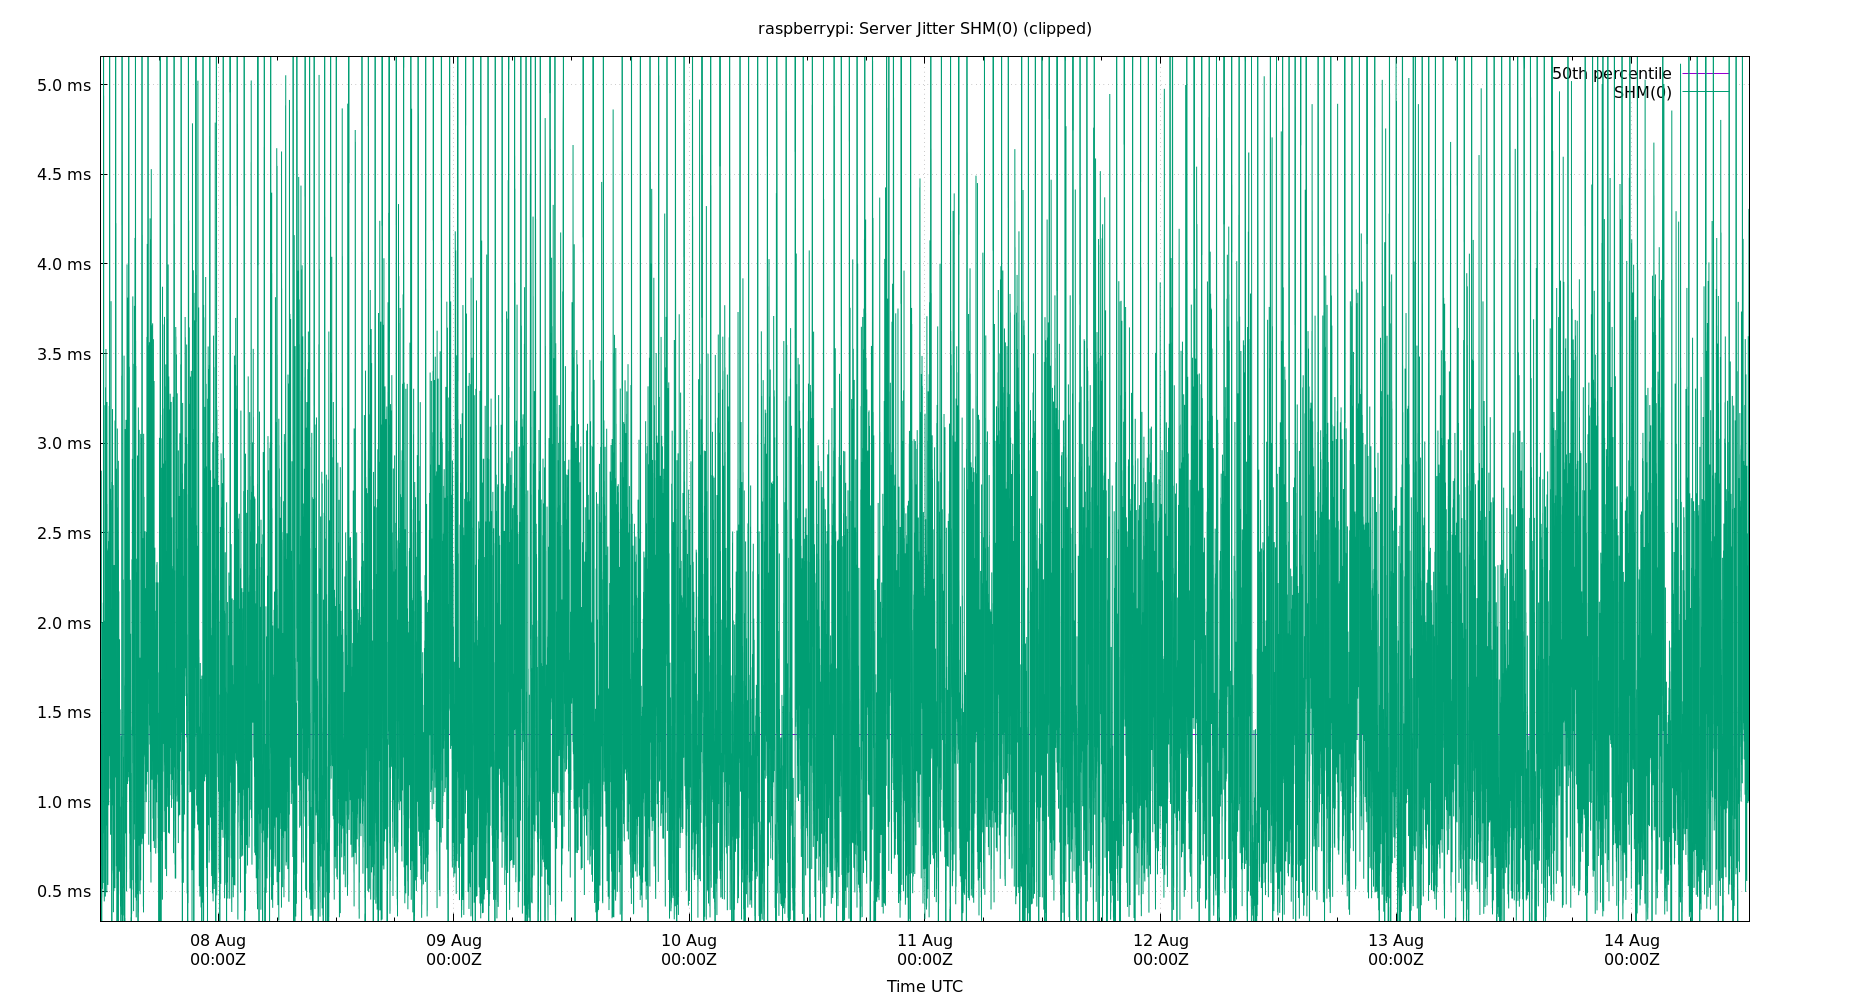 raspberrypi: Server Jitter SHM(0) (clipped)
50th percentile
SHM(0)
5.0 ms
4.5 ms
4.0 ms
3.5 ms
3.0 ms
2.5 ms
2.0 ms
1.5 ms
1.0 ms
0.5 ms
08 Aug 09 Aug 10 Aug 11 Aug 12 Aug 13 Aug 14 Aug
00:00Z 00:00Z 00:00Z 00:00Z 00:00Z 00:00Z 00:00Z
Time UTC